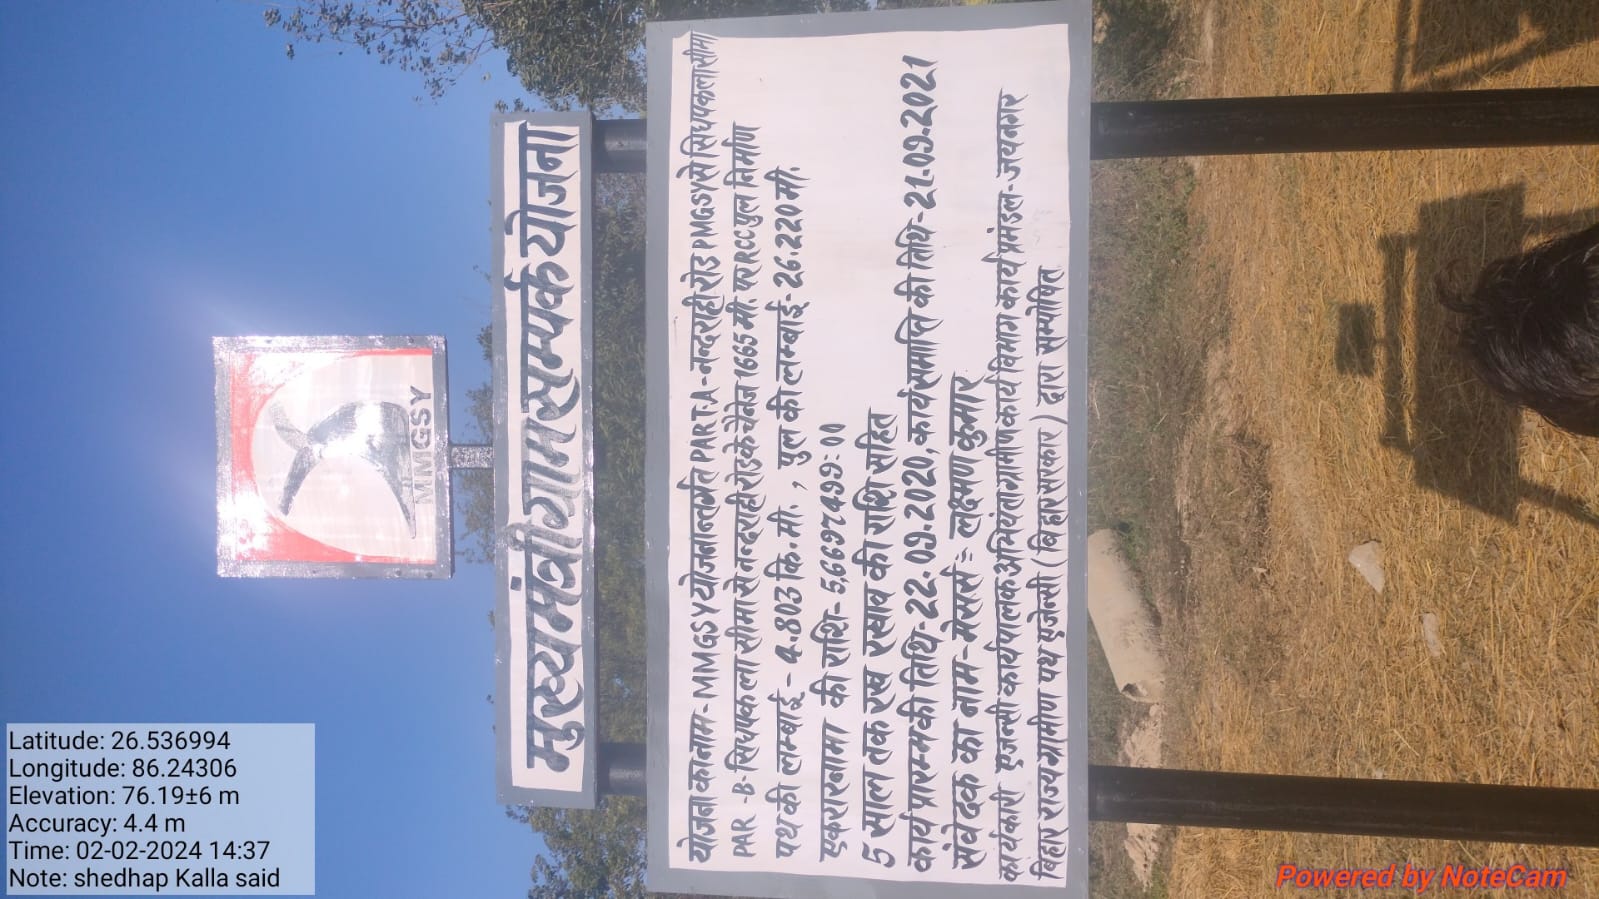 MMGSY
मुख्यमंत्री ग्राम सम्पर्क योजना
योजना का नाम - MMGSY योजनान्तर्गत PART-A - नन्दराही रोड PMGSY से सिधपकला सीमा
PAR -B- सिधपकला सीमा से नन्दराही रोड के चेनेज 1665 मी. पर RCC पुल निर्माण
पथ की लम्बाई - 4.803 कि.मी. , पुल की लम्बाई- 26.220 मी.
एकरारनामा की राशि- 5,6697499:00
5 साल तक रख रखाव की राशि सहित
कार्य प्रारम्भ की तिथि-22.09.2020, कार्य समाप्ति की तिथि-21.09.2021
संवेदक का नाम-मेसर्स :- लक्ष्मण कुमार
कार्यकारी एजेन्सी कार्यपालक अभियंता ग्रामीण कार्य विभाग कार्य प्रमंडल-जयनगर
बिहार राज्य ग्रामीण पथ एजेन्सी (बिहार सरकार) द्वारा सम्पोषित
Latitude: 26.536994
Longitude: 86.24306
Elevation: 76.19±6 m
Accuracy: 4.4 m
Time: 02-02-2024 14:37
Note: shedhap Kalla said
Powered by NoteCam